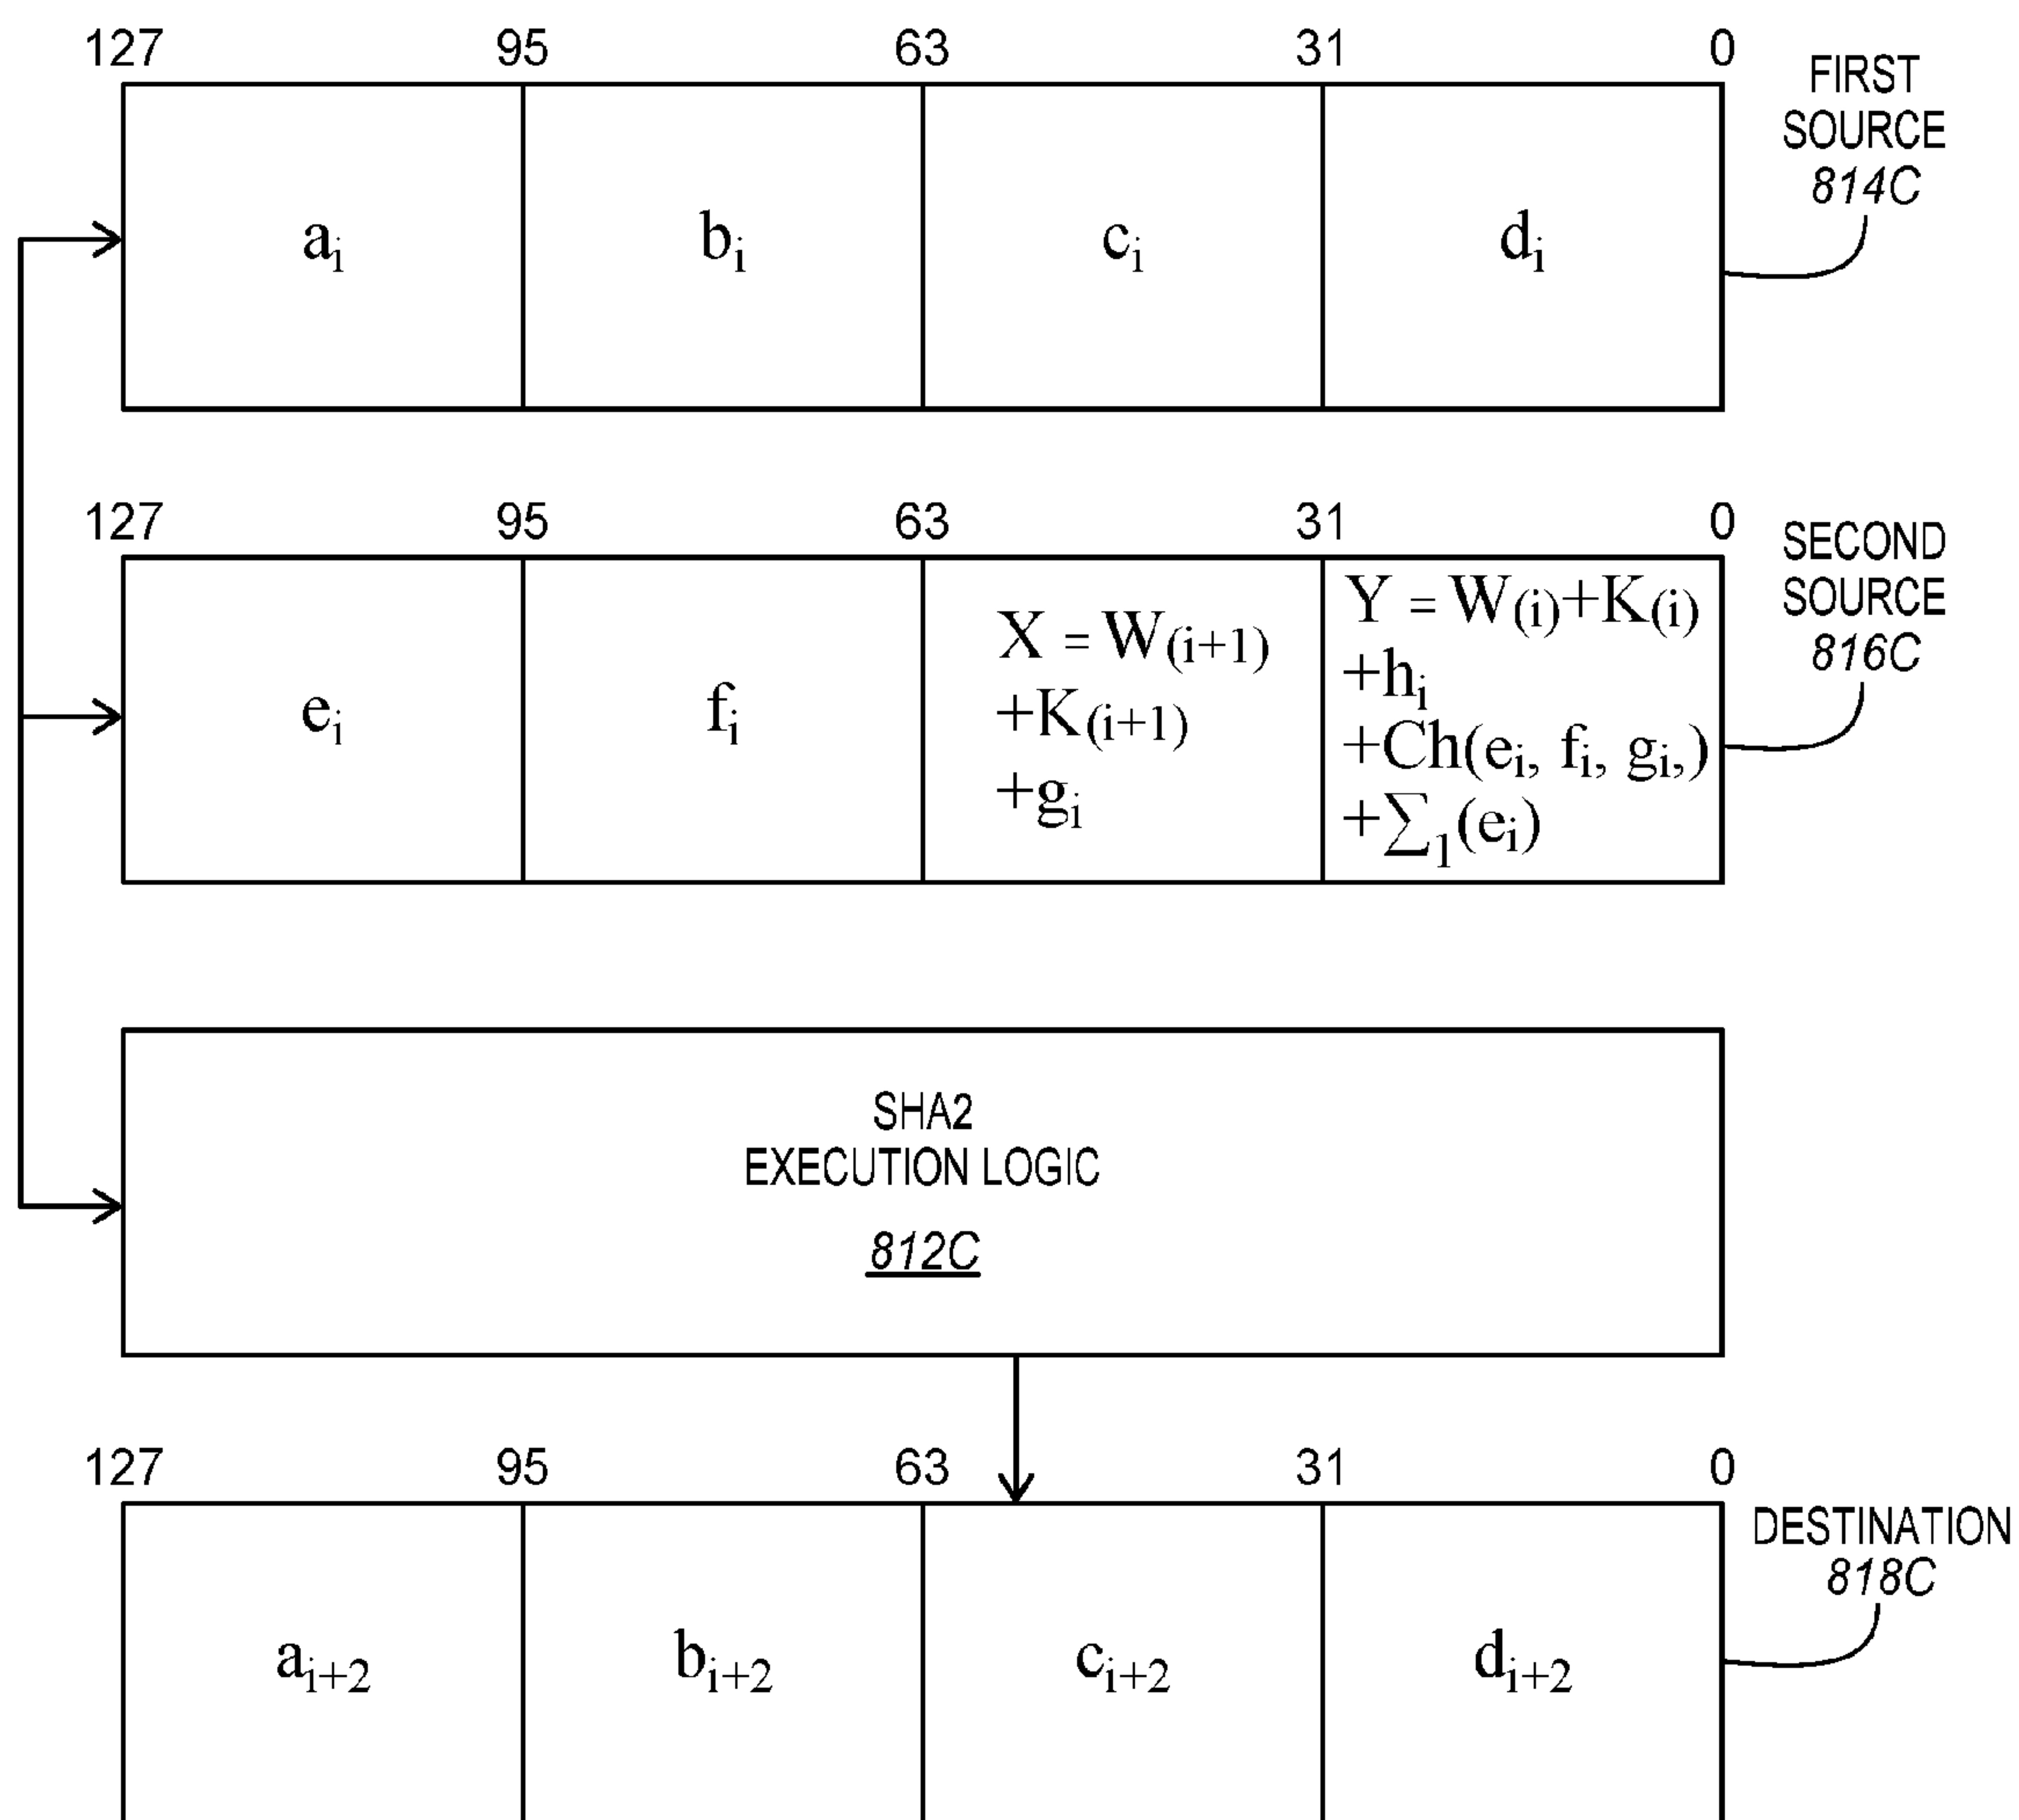 127 95 63 31 0
FIRST
SOURCE
814C
aᵢ bᵢ cᵢ dᵢ
127 95 63 31 0
SECOND
SOURCE
816C
eᵢ fᵢ
X = W₍ᵢ₊₁₎
+K₍ᵢ₊₁₎
+gᵢ
Y = W₍ᵢ₎+K₍ᵢ₎
+hᵢ
+Ch(eᵢ, fᵢ, gᵢ,)
+∑₁(eᵢ)
SHA2
EXECUTION LOGIC
812C
127 95 63 31 0
DESTINATION
818C
aᵢ₊₂ bᵢ₊₂ cᵢ₊₂ dᵢ₊₂